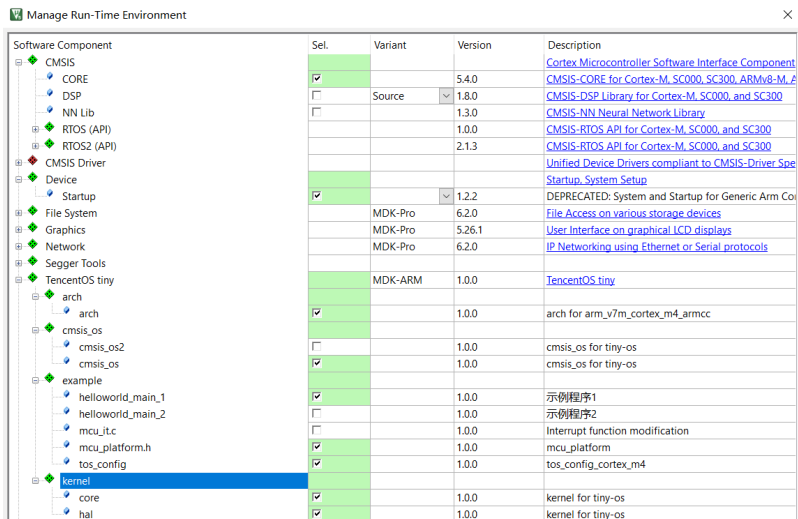 Manage Run-Time Environment
Software Component Sel. Variant Version Description
CMSIS Cortex Microcontroller Software Interface Component
CORE 5.4.0 CMSIS-CORE for Cortex-M, SC000, SC300, ARMv8-M, A
DSP Source 1.8.0 CMSIS-DSP Library for Cortex-M, SC000, and SC300
NN Lib 1.3.0 CMSIS-NN Neural Network Library
RTOS (API) 1.0.0 CMSIS-RTOS API for Cortex-M, SC000, and SC300
RTOS2 (API) 2.1.3 CMSIS-RTOS API for Cortex-M, SC000, and SC300
CMSIS Driver Unified Device Drivers compliant to CMSIS-Driver Spe
Device Startup, System Setup
Startup 1.2.2 DEPRECATED: System and Startup for Generic Arm Co
File System MDK-Pro 6.2.0 File Access on various storage devices
Graphics MDK-Pro 5.26.1 User Interface on graphical LCD displays
Network MDK-Pro 6.2.0 IP Networking using Ethernet or Serial protocols
Segger Tools
TencentOS tiny MDK-ARM 1.0.0 TencentOS tiny
arch
arch 1.0.0 arch for arm_v7m_cortex_m4_armcc
cmsis_os
cmsis_os2 1.0.0 cmsis_os for tiny-os
cmsis_os 1.0.0 cmsis_os for tiny-os
example
helloworld_main_1 1.0.0 示例程序1
helloworld_main_2 1.0.0 示例程序2
mcu_it.c 1.0.0 Interrupt function modification
mcu_platform.h 1.0.0 mcu_platform
tos_config 1.0.0 tos_config_cortex_m4
kernel
core 1.0.0 kernel for tiny-os
hal 1.0.0 kernel for tiny-os